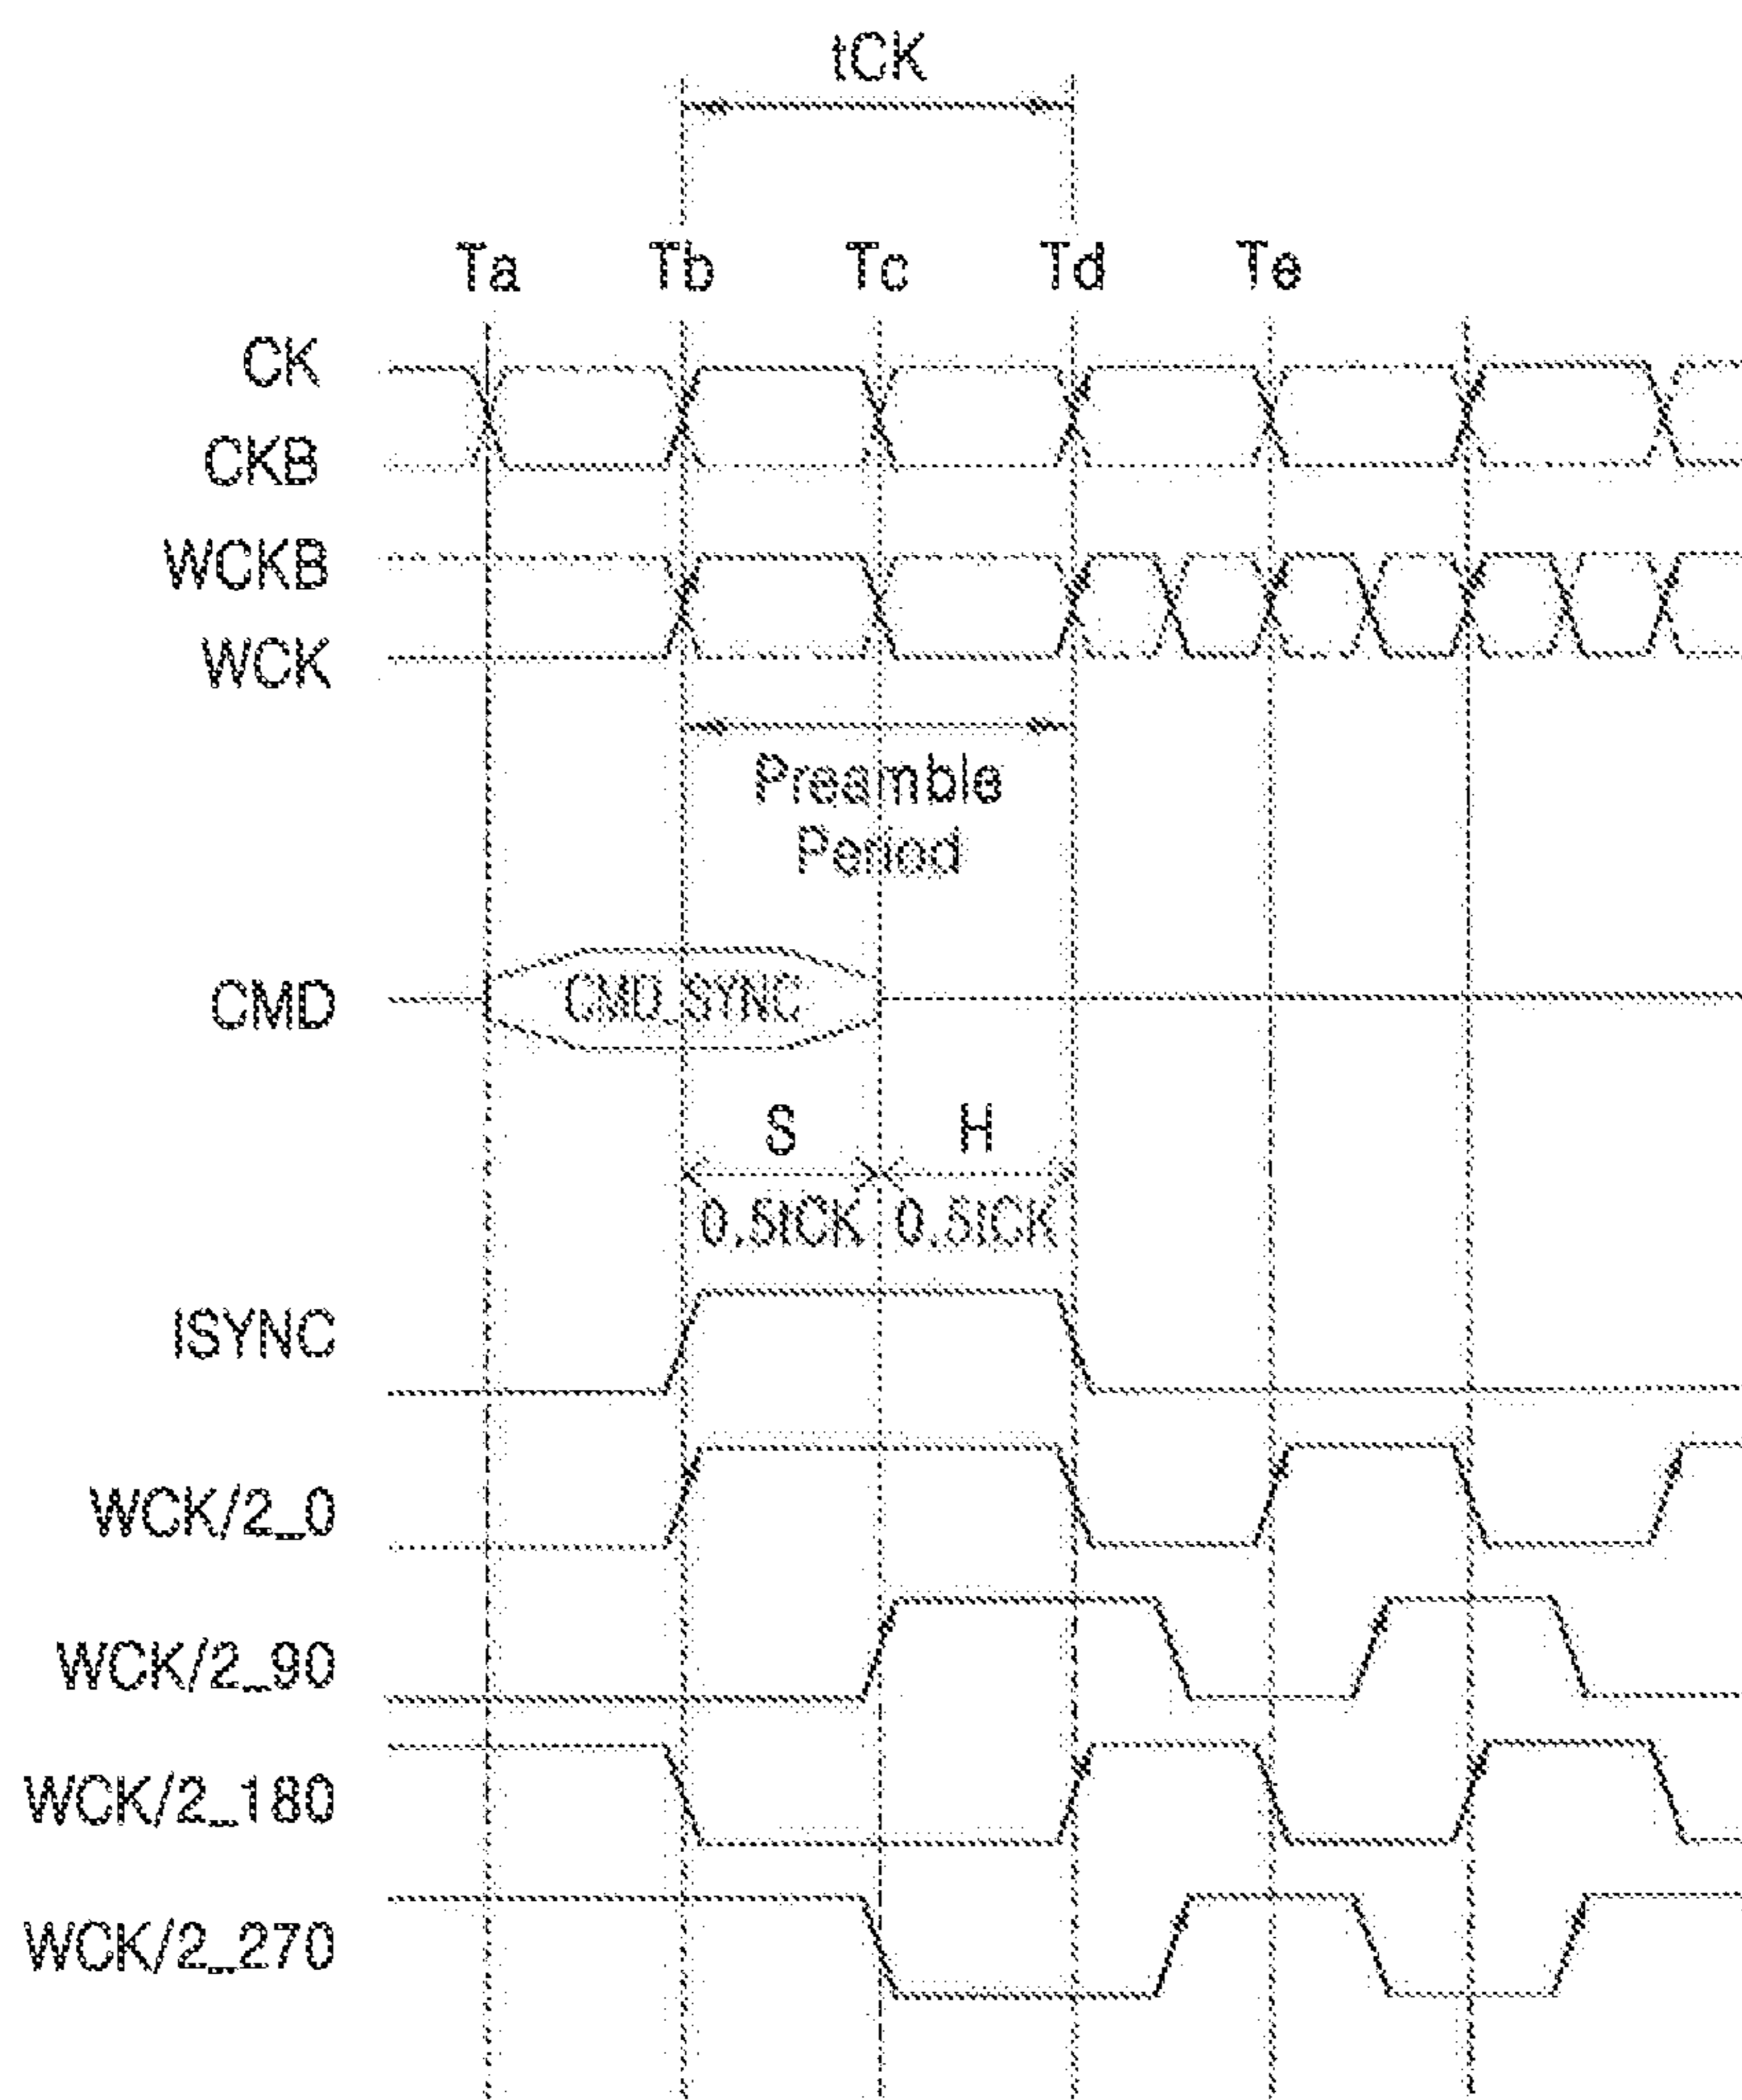 tCK
Ta Tb Tc Td Te
CK
CKB
WCKB
WCK
Preamble
Period
CMD
CMD_SYNC
S H
0.5tCK 0.5tCK
ISYNC
WCK/2_0
WCK/2_90
WCK/2_180
WCK/2_270